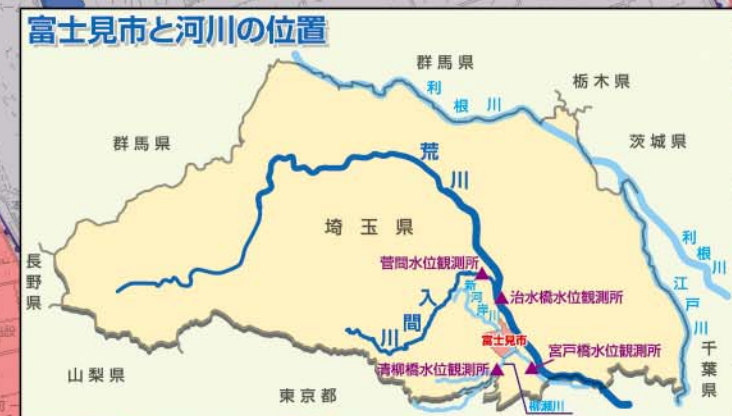 富士見市と河川の位置
群馬県
栃木県
利根川
茨城県
群馬県
荒川
埼玉県
長野県
菅間水位観測所
利根川
新河岸川
治水橋水位観測所
江戸川
入間川
富士見市
宮戸橋水位観測所
千葉県
青柳橋水位観測所
山梨県
東京都
柳瀬川